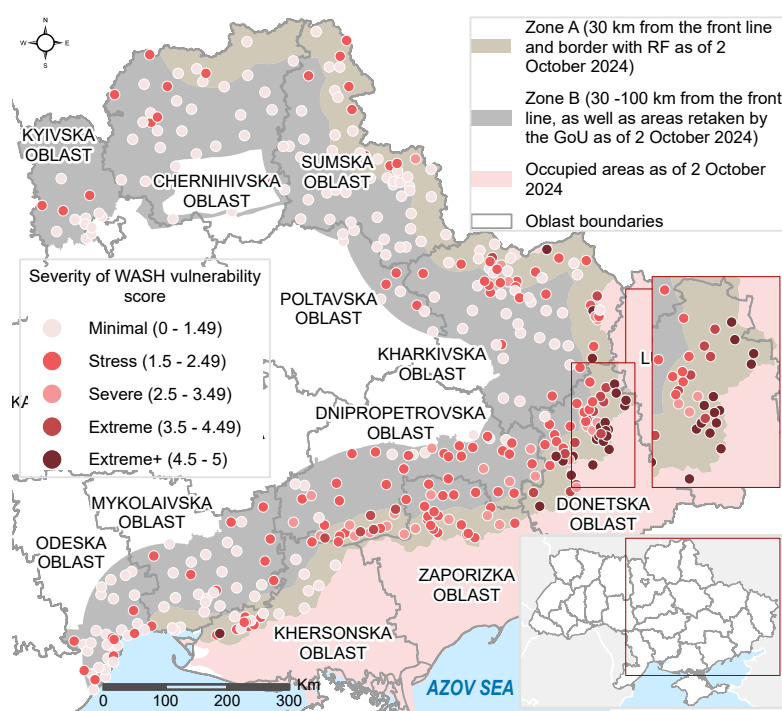 N
W E
S
Zone A (30 km from the front line
and border with RF as of 2
October 2024)
Zone B (30 -100 km from the front
line, as well as areas retaken by
the GoU as of 2 October 2024)
Occupied areas as of 2 October
2024
Oblast boundaries
KYIVSKA
OBLAST
CHERNIHIVSKA
OBLAST
SUMSKA
OBLAST
Severity of WASH vulnerability
score
Minimal (0 - 1.49)
Stress (1.5 - 2.49)
Severe (2.5 - 3.49)
Extreme (3.5 - 4.49)
Extreme+ (4.5 - 5)
POLTAVSKA
OBLAST
KHARKIVSKA
OBLAST
DNIPROPETROVSKA
OBLAST
MYKOLAIVSKA
OBLAST
ODESKA
OBLAST
DONETSKA
OBLAST
ZAPORIZKA
OBLAST
KHERSONSKA
OBLAST
AZOV SEA
Km
0 100 200 300